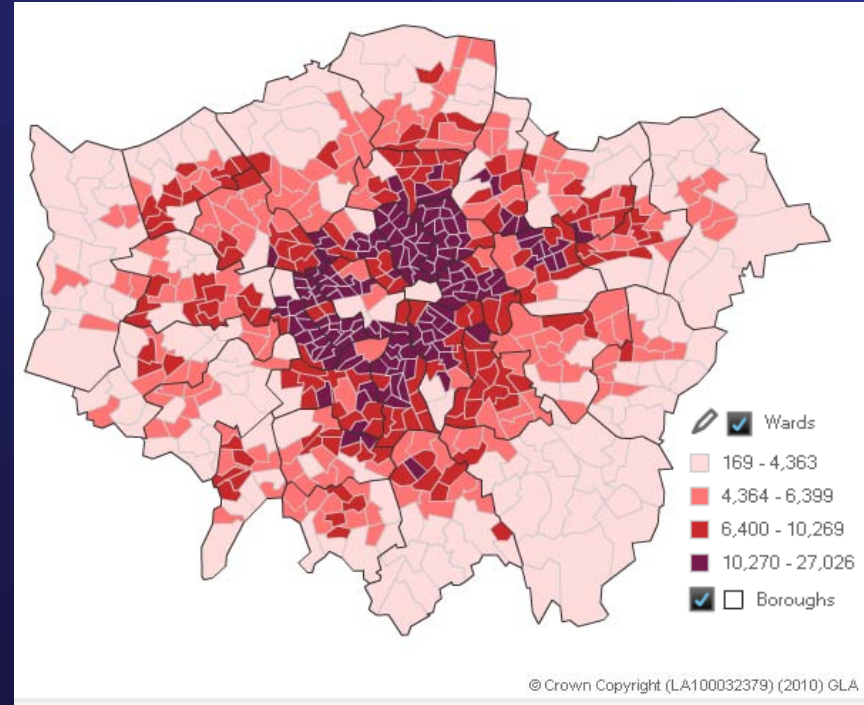 Wards
169 - 4,363
4,364 - 6,399
6,400 - 10,269
10,270 - 27,026
Boroughs
© Crown Copyright (LA100032379) (2010) GLA